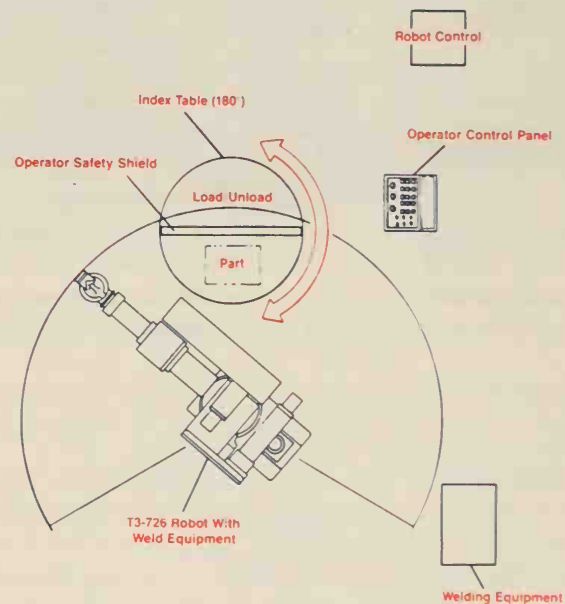 Robot Control
Index Table (180°)
Operator Control Panel
Operator Safety Shield
Load Unload
Part
T3-726 Robot With
Weld Equipment
Welding Equipment